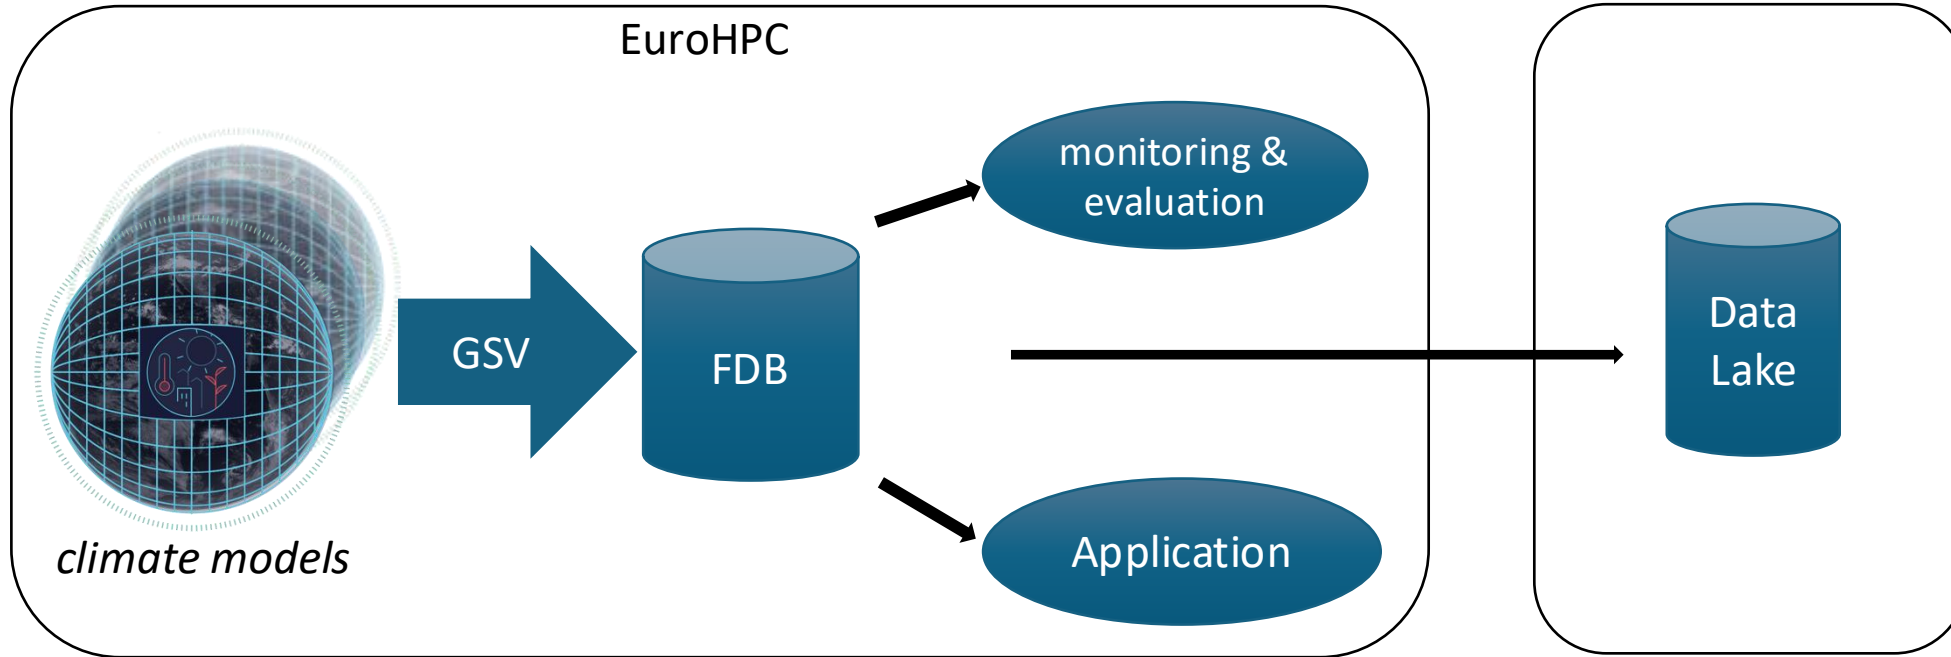 EuroHPC
climate models
GSV
FDB
monitoring &
evaluation
Application
Data
Lake